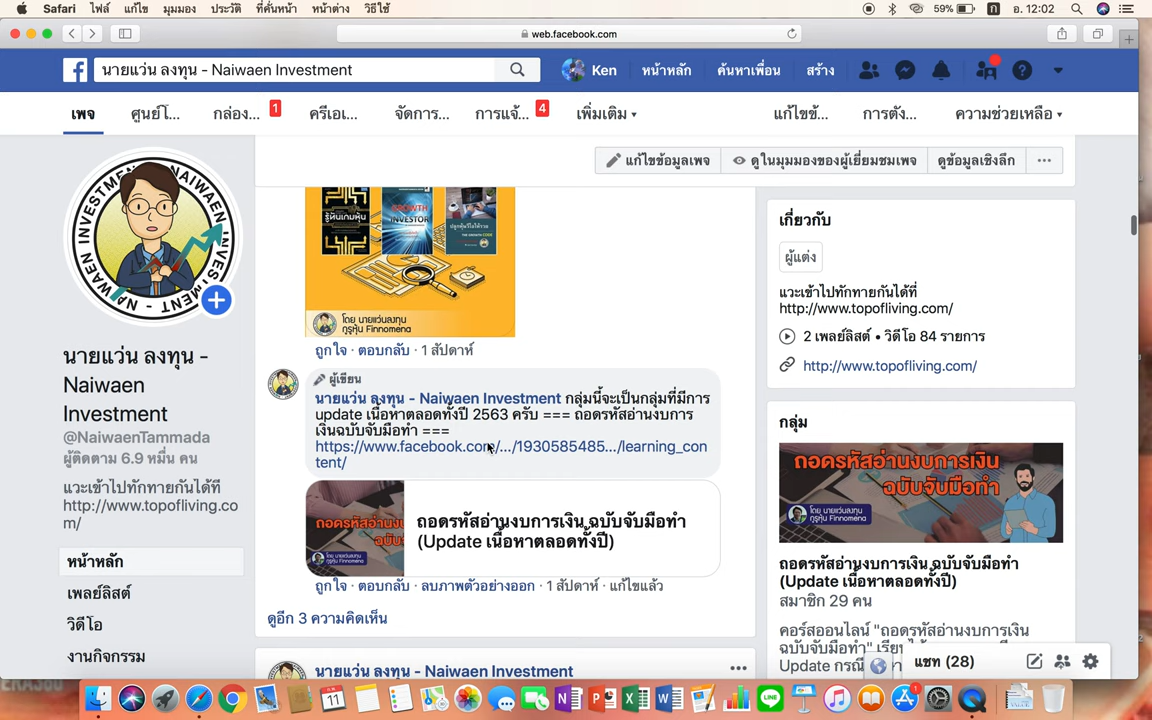 Safari ไฟล์ แก้ไข มุมมอง ประวัติ ที่คั่นหน้า หน้าต่าง วิธีใช้ 59% ก อ. 12:02
web.facebook.com
นายแว่น ลงทุน - Naiwaen Investment Ken หน้าหลัก ค้นหาเพื่อน สร้าง
เพจ ศูนย์โ... กล่อง... 1 ครีเอ... จัดการ... การแจ้... 4 เพิ่มเติม แก้ไขข้... การตั้ง... ความช่วยเหลือ
แก้ไขข้อมูลเพจ ดูในมุมมองของผู้เยี่ยมชมเพจ ดูข้อมูลเชิงลึก
INVESTMENT NAIWAEN INVESTMENT
นายแว่น ลงทุน -
Naiwaen
Investment
@NaiwaenTammada
ผู้ติดตาม 6.9 หมื่น คน
แวะเข้าไปทักทายกันได้ที่
http://www.topofliving.co
m/
หน้าหลัก
เพลย์ลิสต์
วิดีโอ
งานกิจกรรม
รู้ทันเกมหุ้น
GROWTH
INVESTOR
โดย นายแว่นลงทุน
กูรูหุ้น Finnomena
ถูกใจ · ตอบกลับ · 1 สัปดาห์
ผู้เขียน
นายแว่น ลงทุน - Naiwaen Investment กลุ่มนี้จะเป็นกลุ่มที่มีการ
update เนื้อหาตลอดทั้งปี 2563 ครับ === ถอดรหัสอ่านงบการ
เงินฉบับจับมือทำ ===
https://www.facebook.com/.../1930585485.../learning_con
tent/
ถอดรหัสอ่านงบการเงิน ฉบับจับมือทำ
(Update เนื้อหาตลอดทั้งปี)
ถูกใจ · ตอบกลับ · ลบภาพตัวอย่างออก · 1 สัปดาห์ · แก้ไขแล้ว
ดูอีก 3 ความคิดเห็น
นายแว่น ลงทุน - Naiwaen Investment
เกี่ยวกับ
ผู้แต่ง
แวะเข้าไปทักทายกันได้ที่
http://www.topofliving.com/
2 เพลย์ลิสต์ • วิดีโอ 84 รายการ
http://www.topofliving.com/
กลุ่ม
ถอดรหัสอ่านงบการเงิน
ฉบับจับมือทำ
โดย นายแว่นลงทุน
กูรูหุ้น Finnomena
ถอดรหัสอ่านงบการเงิน ฉบับจับมือทำ
(Update เนื้อหาตลอดทั้งปี)
สมาชิก 29 คน
คอร์สออนไลน์ "ถอดรหัสอ่านงบการเงิน
ฉบับจับมือทำ"
Update
แชท (28)